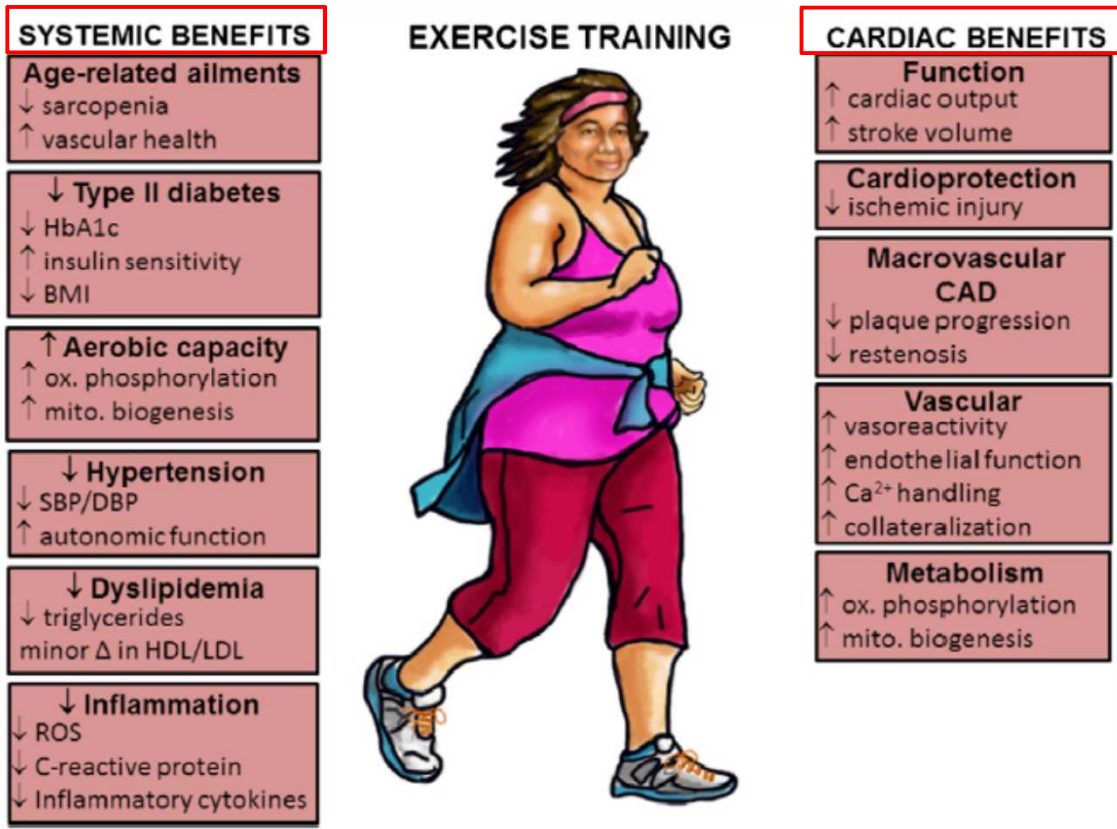 SYSTEMIC BENEFITS
Age-related ailments
↓ sarcopenia
↑ vascular health
↓ Type II diabetes
↓ HbA1c
↑ insulin sensitivity
↓ BMI
↑ Aerobic capacity
↑ ox. phosphorylation
↑ mito. biogenesis
↓ Hypertension
↓ SBP/DBP
↑ autonomic function
↓ Dyslipidemia
↓ triglycerides
minor Δ in HDL/LDL
↓ Inflammation
↓ ROS
↓ C-reactive protein
↓ Inflammatory cytokines
EXERCISE TRAINING
CARDIAC BENEFITS
Function
↑ cardiac output
↑ stroke volume
Cardioprotection
↓ ischemic injury
Macrovascular
CAD
↓ plaque progression
↓ restenosis
Vascular
↑ vasoreactivity
↑ endothelial function
↑ Ca²⁺ handling
↑ collateralization
Metabolism
↑ ox. phosphorylation
↑ mito. biogenesis